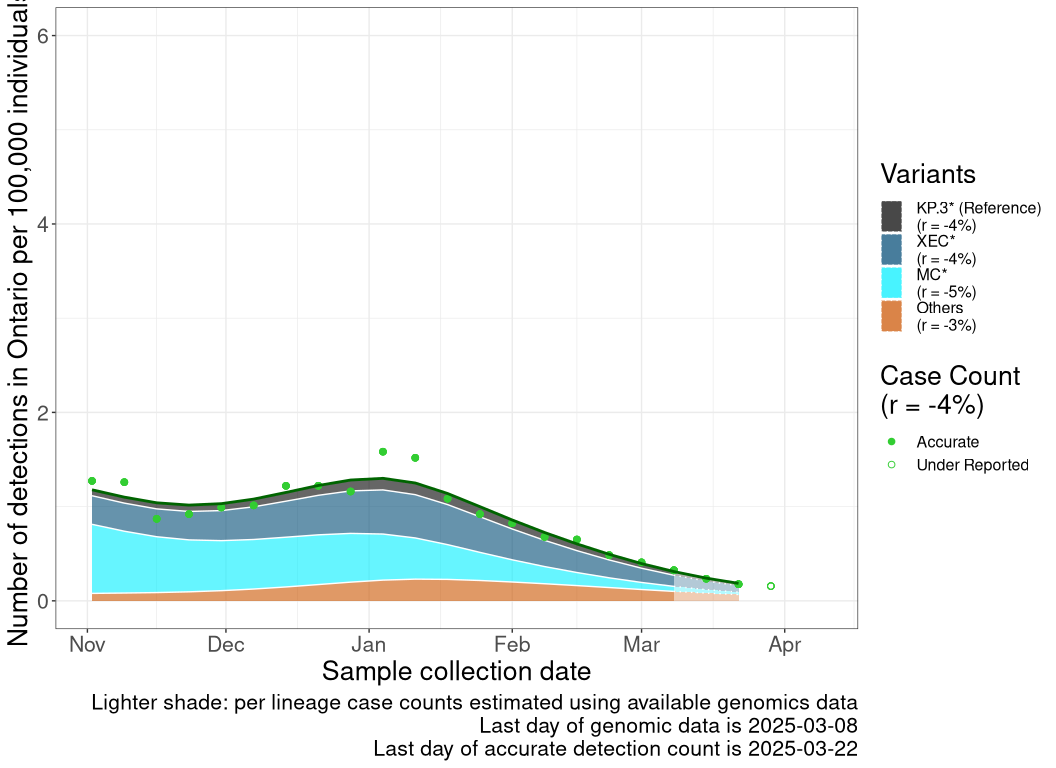 Number of detections in Ontario per 100,000 individuals
6
4
2
0
Nov Dec Jan Feb Mar Apr
Sample collection date
Lighter shade: per lineage case counts estimated using available genomics data
Last day of genomic data is 2025-03-08
Last day of accurate detection count is 2025-03-22
Variants
KP.3* (Reference)
(r = -4%)
XEC*
(r = -4%)
MC*
(r = -5%)
Others
(r = -3%)
Case Count
(r = -4%)
Accurate
Under Reported